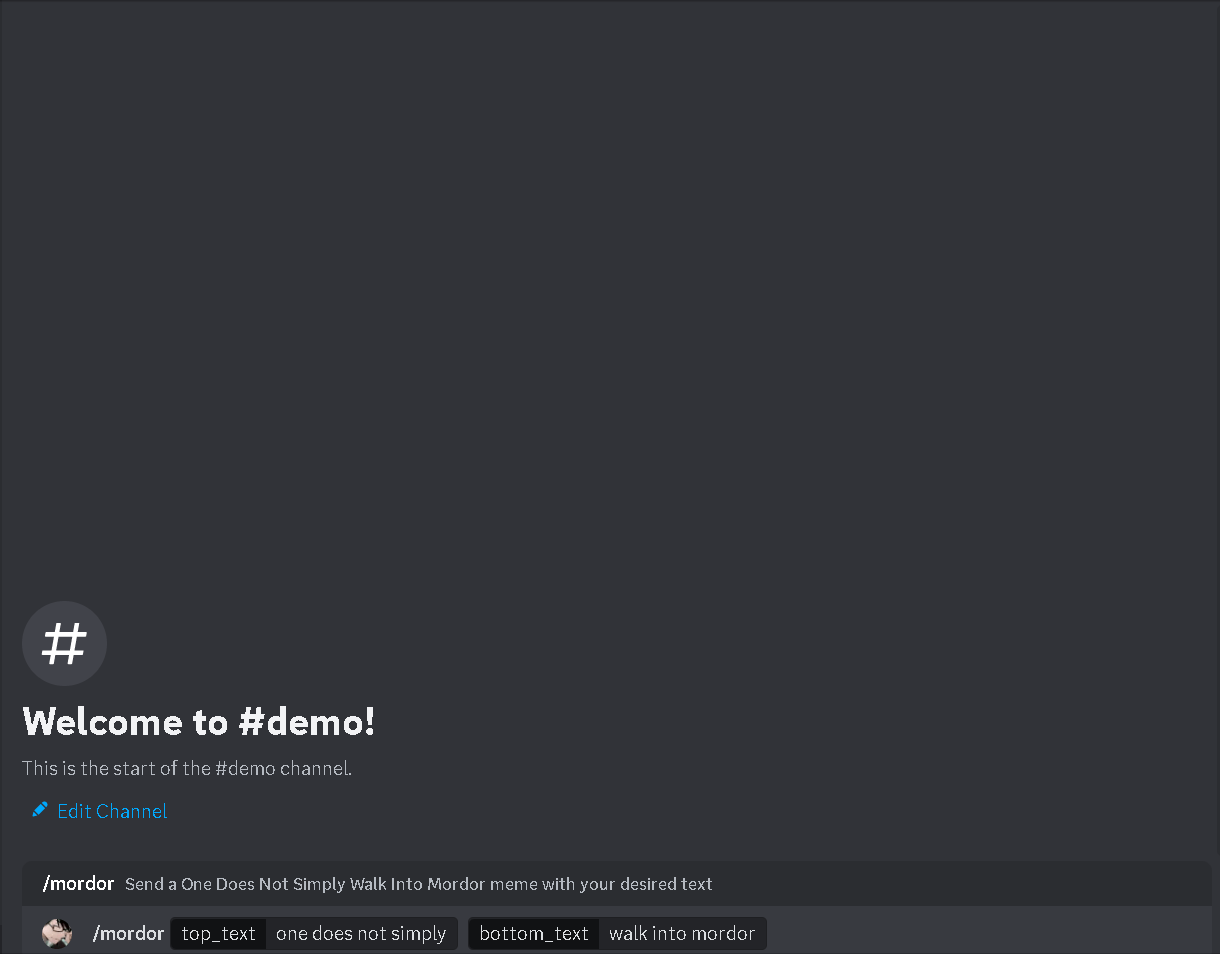 #
Welcome to #demo!
This is the start of the #demo channel.
Edit Channel
/mordor Send a One Does Not Simply Walk Into Mordor meme with your desired text
/mordor top_text one does not simply bottom_text walk into mordor